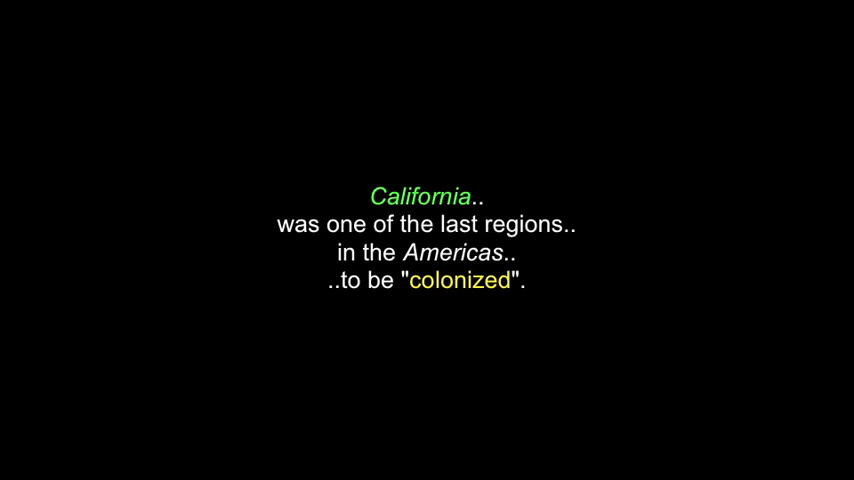 California..
was one of the last regions..
in the Americas..
..to be "colonized".